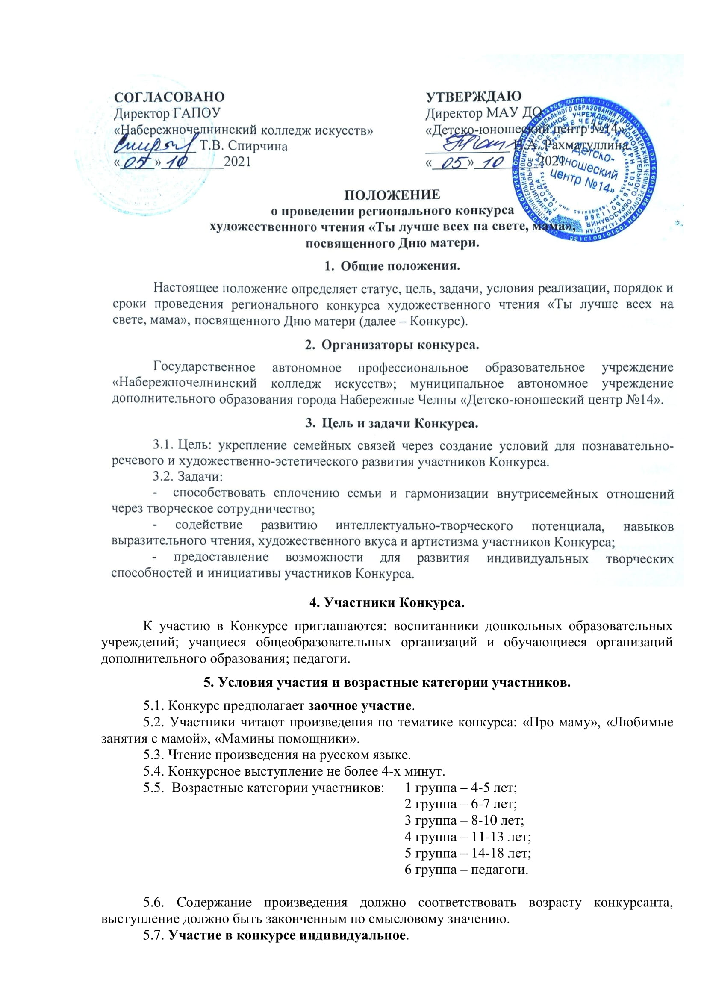 СОГЛАСОВАНО
Директор ГАПОУ
«Набережночелнинский колледж искусств»
Т.В. Спирчина
«05» 10 2021
УТВЕРЖДАЮ
Директор МАУ ДО
«Детско-юношеский центр №14»
Н.А. Рахматуллина
«05» 10 2021
«Детско-
юношеский
центр №14»
ПОЛОЖЕНИЕ
о проведении регионального конкурса
художественного чтения «Ты лучше всех на свете, мама»,
посвященного Дню матери.
1. Общие положения.
Настоящее положение определяет статус, цель, задачи, условия реализации, порядок и
сроки проведения регионального конкурса художественного чтения «Ты лучше всех на
свете, мама», посвященного Дню матери (далее – Конкурс).
2. Организаторы конкурса.
Государственное автономное профессиональное образовательное учреждение
«Набережночелнинский колледж искусств»; муниципальное автономное учреждение
дополнительного образования города Набережные Челны «Детско-юношеский центр №14».
3. Цель и задачи Конкурса.
3.1. Цель: укрепление семейных связей через создание условий для познавательно-
речевого и художественно-эстетического развития участников Конкурса.
3.2. Задачи:
- способствовать сплочению семьи и гармонизации внутрисемейных отношений
через творческое сотрудничество;
- содействие развитию интеллектуально-творческого потенциала, навыков
выразительного чтения, художественного вкуса и артистизма участников Конкурса;
- предоставление возможности для развития индивидуальных творческих
способностей и инициативы участников Конкурса.
4. Участники Конкурса.
К участию в Конкурсе приглашаются: воспитанники дошкольных образовательных
учреждений; учащиеся общеобразовательных организаций и обучающиеся организаций
дополнительного образования; педагоги.
5. Условия участия и возрастные категории участников.
5.1. Конкурс предполагает заочное участие.
5.2. Участники читают произведения по тематике конкурса: «Про маму», «Любимые
занятия с мамой», «Мамины помощники».
5.3. Чтение произведения на русском языке.
5.4. Конкурсное выступление не более 4-х минут.
5.5. Возрастные категории участников: 1 группа – 4-5 лет;
2 группа – 6-7 лет;
3 группа – 8-10 лет;
4 группа – 11-13 лет;
5 группа – 14-18 лет;
6 группа – педагоги.
5.6. Содержание произведения должно соответствовать возрасту конкурсанта,
выступление должно быть законченным по смысловому значению.
5.7. Участие в конкурсе индивидуальное.